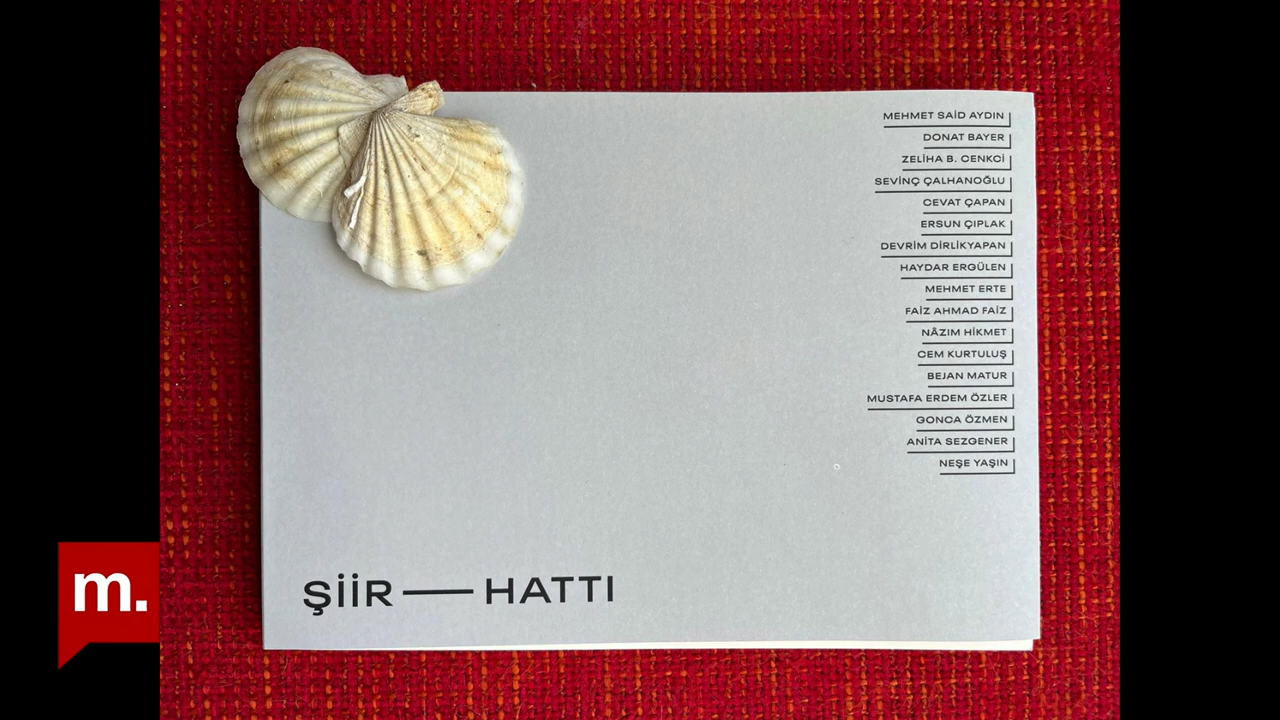 MEHMET SAİD AYDIN
DONAT BAYER
ZELİHA B. CENKCİ
SEVİNÇ ÇALHANOĞLU
CEVAT ÇAPAN
ERSUN ÇIPLAK
DEVRİM DİRLİKYAPAN
HAYDAR ERGÜLEN
MEHMET ERTE
FAİZ AHMAD FAİZ
NÂZIM HİKMET
CEM KURTULUŞ
BEJAN MATUR
MUSTAFA ERDEM ÖZLER
GONCA ÖZMEN
ANİTA SEZGENER
NEŞE YAŞIN
ŞİİR — HATTI
m.